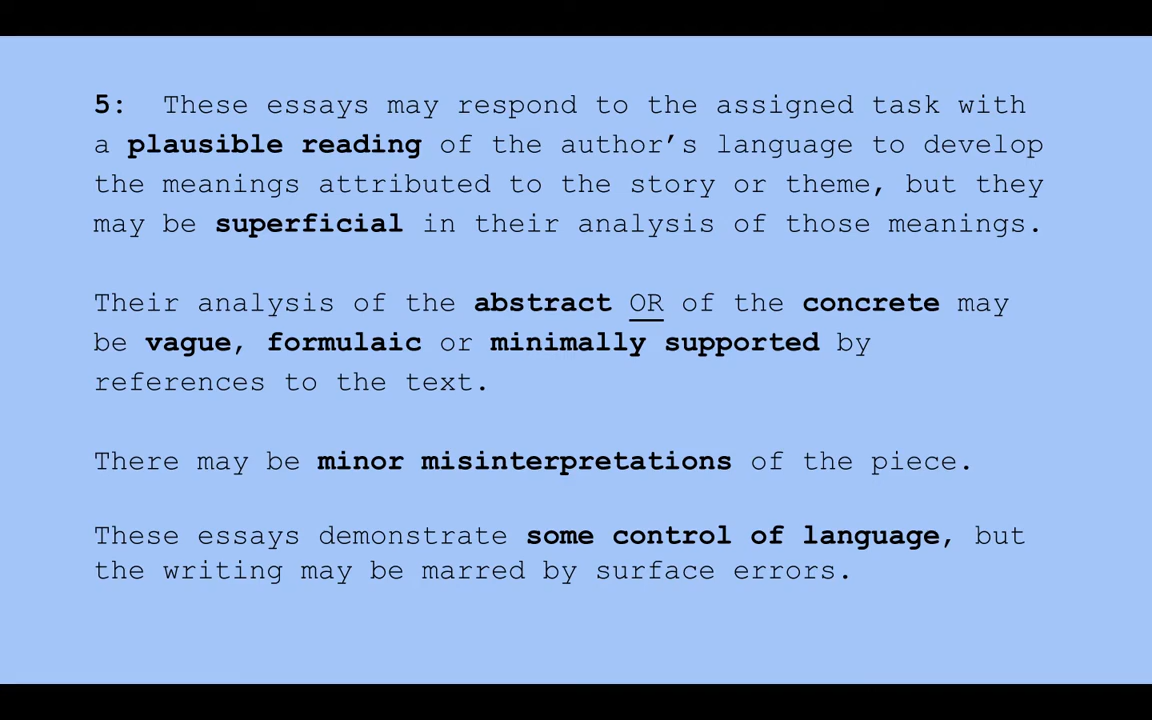 5:  These essays may respond to the assigned task with
a plausible reading of the author’s language to develop
the meanings attributed to the story or theme, but they
may be superficial in their analysis of those meanings.
Their analysis of the abstract OR of the concrete may
be vague, formulaic or minimally supported by
references to the text.
There may be minor misinterpretations of the piece.
These essays demonstrate some control of language, but
the writing may be marred by surface errors.